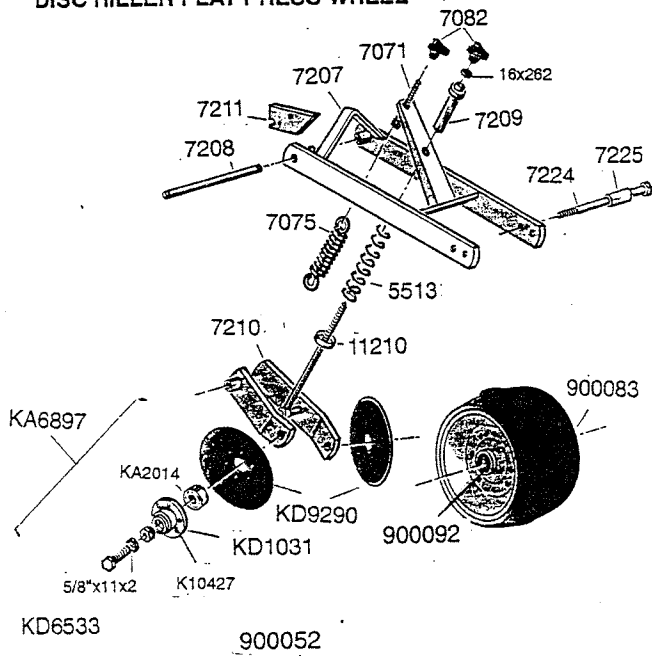 DISC HILLER FLAT PRESS WHEEL
7082
7071
7207
16x262
7211
7209
7208
7225
7224
7075
5513
7210
11210
900083
KA6897
KA2014
KD9290
900092
KD1031
5/8"x11x2
K10427
KD6533
900052